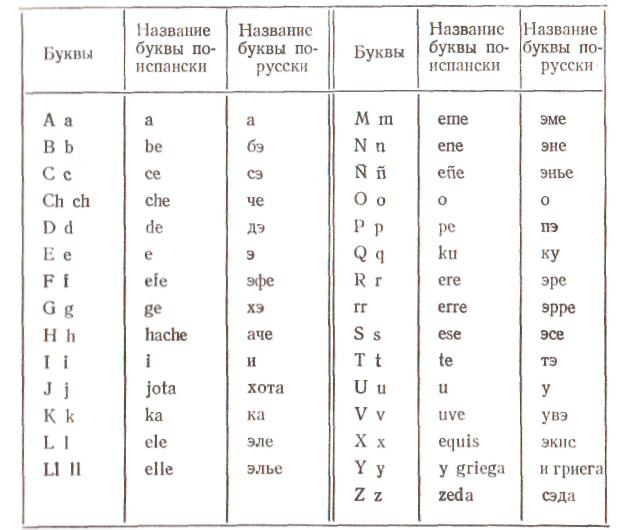 Буквы | Название буквы по-испански | Название буквы по-русски | Буквы | Название буквы по-испански | Название буквы по-русски
A a | a | а | M m | eme | эме
B b | be | бэ | N n | ene | эне
C c | ce | сэ | Ñ ñ | eñe | энье
Ch ch | che | че | O o | o | о
D d | de | дэ | P p | pe | пэ
E e | e | э | Q q | ku | ку
F f | efe | эфе | R r | ere | эре
G g | ge | хэ | rr | erre | эрре
H h | hache | аче | S s | ese | эсе
I i | i | и | T t | te | тэ
J j | jota | хота | U u | u | у
K k | ka | ка | V v | uve | увэ
L l | ele | эле | X x | equis | экис
Ll ll | elle | элье | Y y | y griega | и гриега
Z z | zeda | сэда